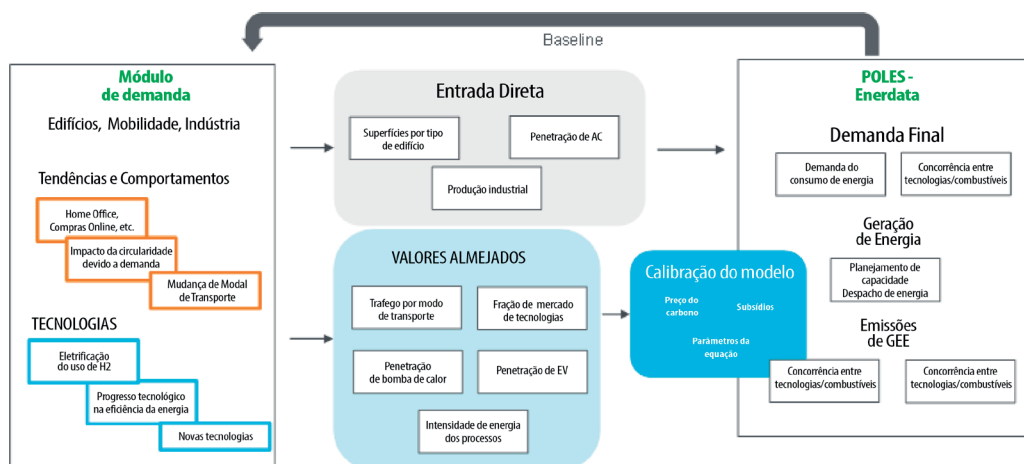 Baseline
Módulo
de demanda
Edifícios, Mobilidade, Indústria
Tendências e Comportamentos
Home Office,
Compras Online, etc.
Impacto da circularidade
devido a demanda
Mudança de Modal
de Transporte
TECNOLOGIAS
Eletrificação
do uso de H2
Progresso tecnológico
na eficiência da energia
Novas tecnologias
Entrada Direta
Superfícies por tipo
de edifício
Penetração de AC
Produção industrial
VALORES ALMEJADOS
Trafego por modo
de transporte
Fração de mercado
de tecnologias
Penetração
de bomba de calor
Penetração de EV
Intensidade de energia
dos processos
Calibração do modelo
Preço do
carbono
Subsídios
Parâmetros da
equação
POLES -
Enerdata
Demanda Final
Demanda do
consumo de energia
Concorrência entre
tecnologias/combustíveis
Geração
de Energia
Planejamento de
capacidade
Despacho de energia
Emissões
de GEE
Concorrência entre
tecnologias/combustíveis
Concorrência entre
tecnologias/combustíveis